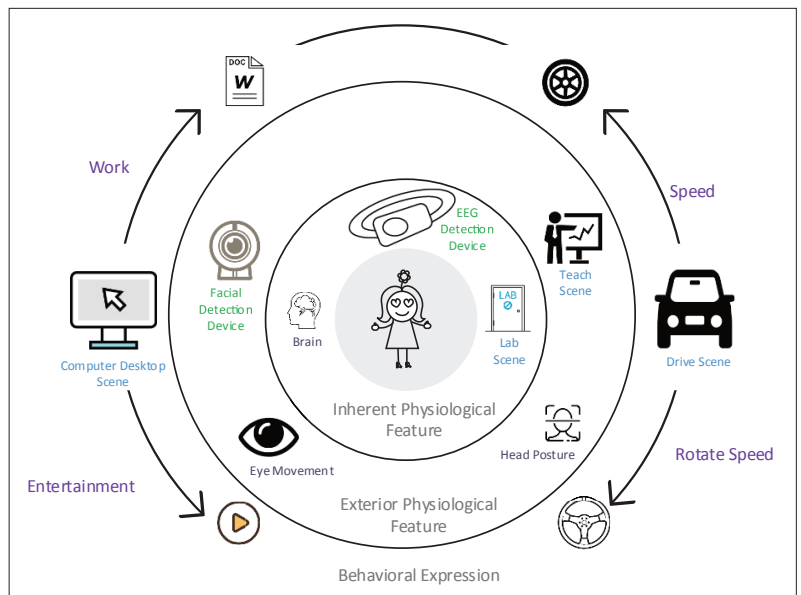 DOC
W
Work
Speed
EEG
Detection
Device
Facial
Detection
Device
Teach
Scene
LAB
Brain
Lab
Scene
Computer Desktop
Scene
Drive Scene
Inherent Physiological
Feature
Eye Movement
Head Posture
Rotate Speed
Entertainment
Exterior Physiological
Feature
Behavioral Expression